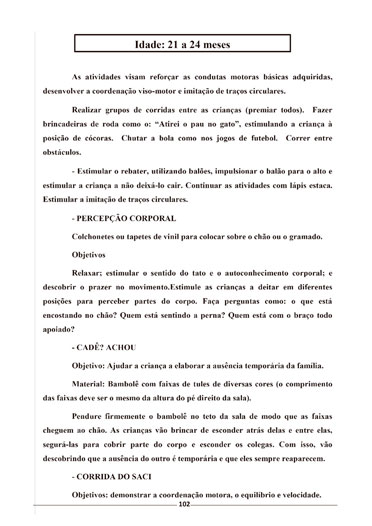 Idade: 21 a 24 meses
As atividades visam reforçar as condutas motoras básicas adquiridas,
desenvolver a coordenação viso-motor e imitação de traços circulares.
Realizar grupos de corridas entre as crianças (premiar todos). Fazer
brincadeiras de roda como o: “Atirei o pau no gato”, estimulando a criança à
posição de cócoras. Chutar a bola como nos jogos de futebol. Correr entre
obstáculos.
- Estimular o rebater, utilizando balões, impulsionar o balão para o alto e
estimular a criança a não deixá-lo cair. Continuar as atividades com lápis estaca.
Estimular a imitação de traços circulares.
- PERCEPÇÃO CORPORAL
Colchonetes ou tapetes de vinil para colocar sobre o chão ou o gramado.
Objetivos
Relaxar; estimular o sentido do tato e o autoconhecimento corporal; e
descobrir o prazer no movimento.Estimule as crianças a deitar em diferentes
posições para perceber partes do corpo. Faça perguntas como: o que está
encostando no chão? Quem está sentindo a perna? Quem está com o braço todo
apoiado?
- CADÊ? ACHOU
Objetivo: Ajudar a criança a elaborar a ausência temporária da família.
Material: Bambolê com faixas de tules de diversas cores (o comprimento
das faixas deve ser o mesmo da altura do pé direito da sala).
Pendure firmemente o bambolê no teto da sala de modo que as faixas
cheguem ao chão. As crianças vão brincar de esconder atrás delas e entre elas,
segurá-las para cobrir parte do corpo e esconder os colegas. Com isso, vão
descobrindo que a ausência do outro é temporária e que eles sempre reaparecem.
- CORRIDA DO SACI
Objetivos: demonstrar a coordenação motora, o equilíbrio e velocidade.
102